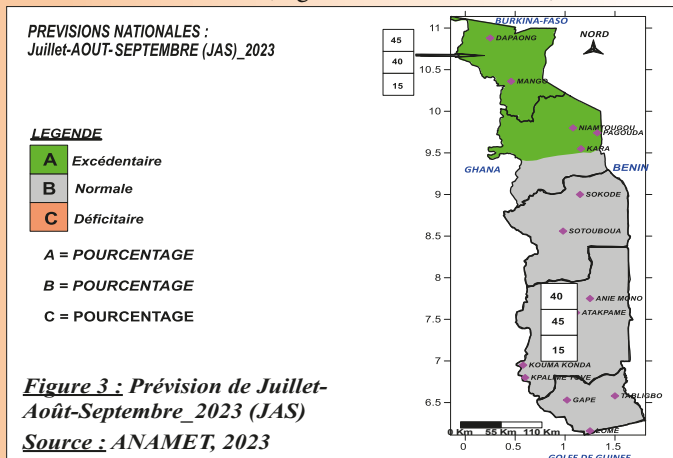 PREVISIONS NATIONALES :
Juillet-AOUT-SEPTEMBRE (JAS)_2023
LEGENDE
A Excédentaire
B Normale
C Déficitaire
A = POURCENTAGE
B = POURCENTAGE
C = POURCENTAGE
Figure 3 : Prévision de Juillet-
Août-Septembre_2023 (JAS)
Source : ANAMET, 2023
11
10.5
10
9.5
9
8.5
8
7.5
7
6.5
45
40
15
BURKINA-FASO
NORD
DAPAONG
MANGO
NIAMTOUGOU
PAGOUDA
KARA
GHANA
BENIN
SOKODE
SOTOUBOUA
40
45
15
ANIE MONO
ATAKPAME
KOUMA KONDA
KPALIME TOVE
GAPE
TABLIGBO
LOME
0 Km 55 Km 110 Km
0 0.5 1 1.5
GOLFE DE GUINEE